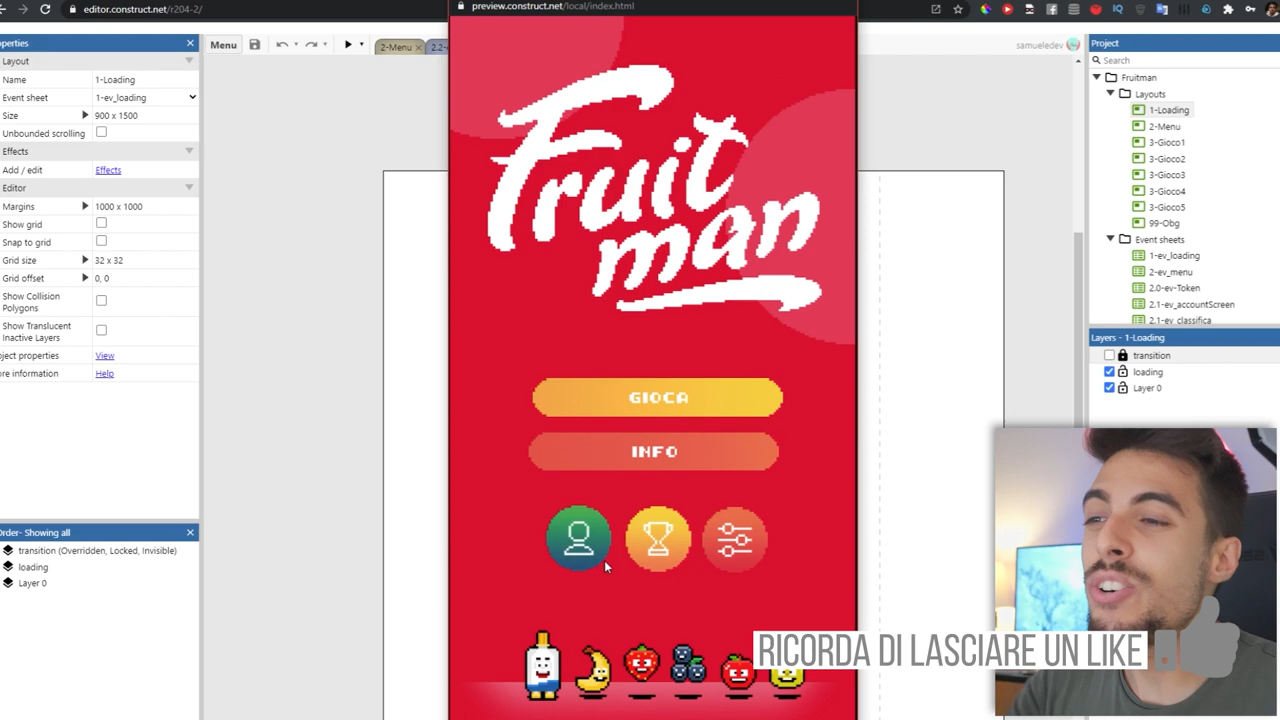 editor.construct.net/r204-2/
preview.construct.net/local/index.html
operties
Layout
Name 1-Loading
Event sheet 1-ev_loading
Size 900 x 1500
Unbounded scrolling
Effects
Add / edit Effects
Editor
Margins 1000 x 1000
Show grid
Snap to grid
Grid size 32 x 32
Grid offset 0, 0
Show Collision
Polygons
Show Translucent
Inactive Layers
oject properties View
ore information Help
Order- Showing all
transition (Overridden, Locked, Invisible)
loading
Layer 0
Menu
2-Menu
samueledev
Fruit
man
GIOCA
INFO
Project
Search
Fruitman
Layouts
1-Loading
2-Menu
3-Gioco1
3-Gioco2
3-Gioco3
3-Gioco4
3-Gioco5
99-Obg
Event sheets
1-ev_loading
2-ev_menu
2.0-ev-Token
2.1-ev_accountScreen
2.1-ev_classifica
Layers - 1-Loading
transition
loading
Layer 0
RICORDA DI LASCIARE UN LIKE